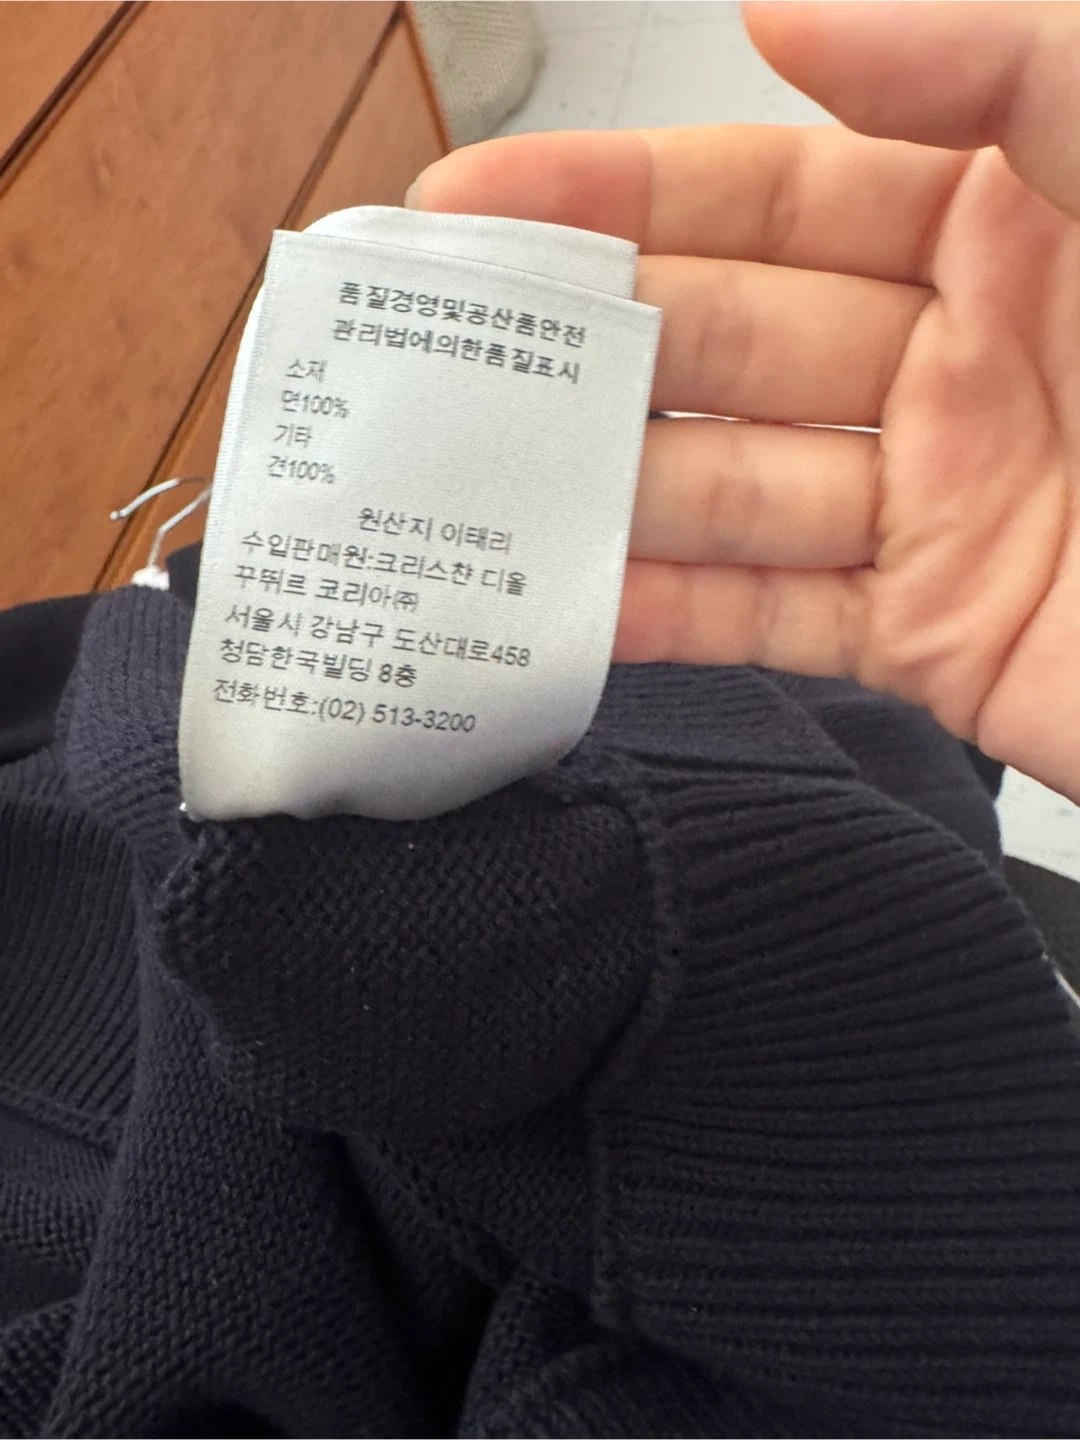 품질경영및공산품안전
관리법에의한품질표시
소재
면100%
기타
견100%
원산지 이태리
수입판매원:크리스챤 디올
꾸뛰르 코리아㈜
서울시 강남구 도산대로458
청담한국빌딩 8층
전화번호:(02) 513-3200